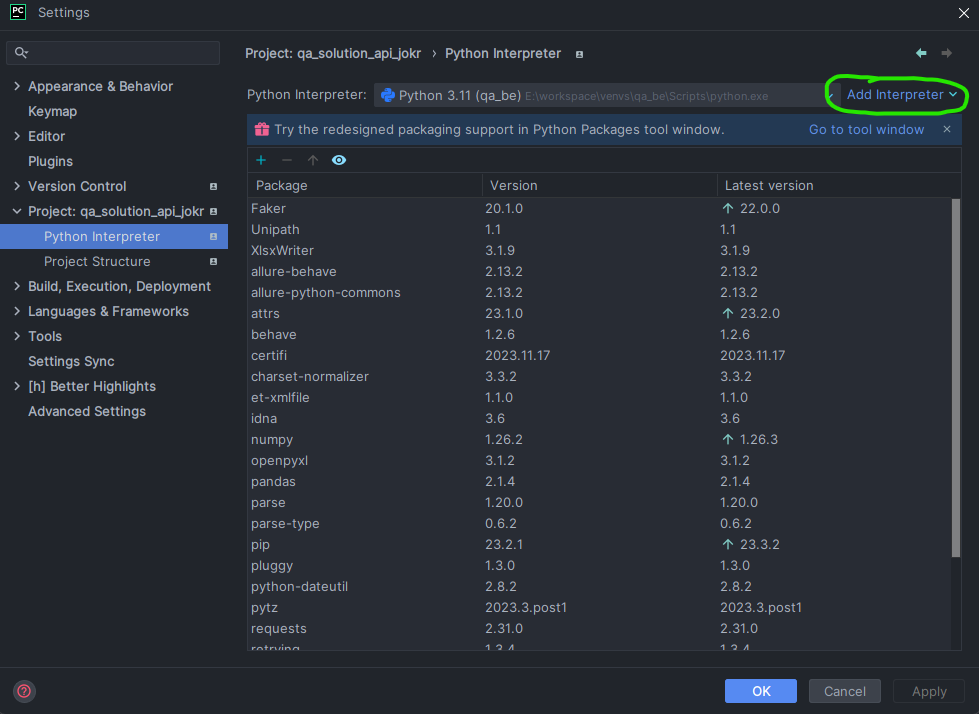 PC Settings
Project: qa_solution_api_jokr › Python Interpreter
Appearance & Behavior
Keymap
Editor
Plugins
Version Control
Project: qa_solution_api_jokr
Python Interpreter
Project Structure
Build, Execution, Deployment
Languages & Frameworks
Tools
Settings Sync
[h] Better Highlights
Advanced Settings
Python Interpreter: Python 3.11 (qa_be) E:\workspace\venvs\qa_be\Scripts\python.exe Add Interpreter
Try the redesigned packaging support in Python Packages tool window. Go to tool window
Package Version Latest version
Faker 20.1.0 22.0.0
Unipath 1.1 1.1
XlsxWriter 3.1.9 3.1.9
allure-behave 2.13.2 2.13.2
allure-python-commons 2.13.2 2.13.2
attrs 23.1.0 23.2.0
behave 1.2.6 1.2.6
certifi 2023.11.17 2023.11.17
charset-normalizer 3.3.2 3.3.2
et-xmlfile 1.1.0 1.1.0
idna 3.6 3.6
numpy 1.26.2 1.26.3
openpyxl 3.1.2 3.1.2
pandas 2.1.4 2.1.4
parse 1.20.0 1.20.0
parse-type 0.6.2 0.6.2
pip 23.2.1 23.3.2
pluggy 1.3.0 1.3.0
python-dateutil 2.8.2 2.8.2
pytz 2023.3.post1 2023.3.post1
requests 2.31.0 2.31.0
retrying 1.3.4 1.3.4
? OK Cancel Apply